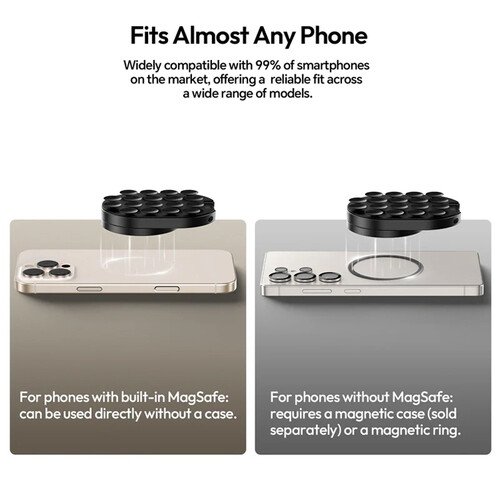 Fits Almost Any Phone
Widely compatible with 99% of smartphones
on the market, offering a reliable fit across
a wide range of models.
For phones with built-in MagSafe:
can be used directly without a case.
For phones without MagSafe:
requires a magnetic case (sold
separately) or a magnetic ring.